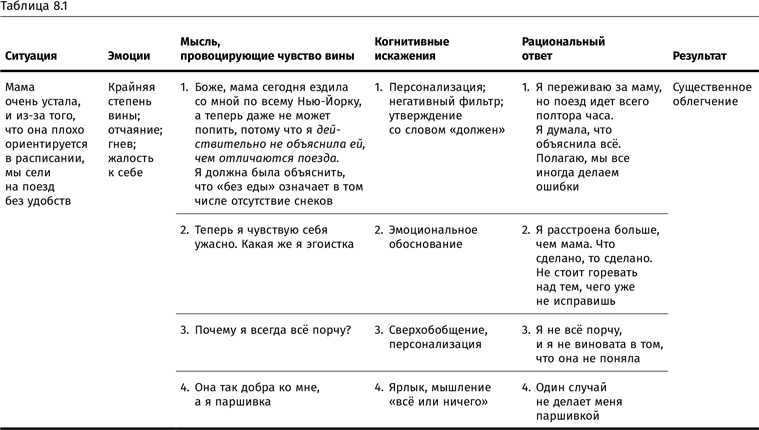 Таблица 8.1
Ситуация
Эмоции
Мысль,
провоцирующие чувство вины
Когнитивные
искажения
Рациональный
ответ
Результат
Мама
очень устала,
и из-за того,
что она плохо
ориентируется
в расписании,
мы сели
на поезд
без удобств
Крайняя
степень
вины;
отчаяние;
гнев;
жалость
к себе
1. Боже, мама сегодня ездила
со мной по всему Нью-Йорку,
а теперь даже не может
попить, потому что я дей-
ствительно не объяснила ей,
чем отличаются поезда.
Я должна была объяснить,
что «без еды» означает в том
числе отсутствие снеков
1. Персонализация;
негативный фильтр;
утверждение
со словом «должен»
1. Я переживаю за маму,
но поезд идет всего
полтора часа.
Я думала, что
объяснила всё.
Полагаю, мы все
иногда делаем
ошибки
Существенное
облегчение
2. Теперь я чувствую себя
ужасно. Какая же я эгоистка
2. Эмоциональное
обоснование
2. Я расстроена больше,
чем мама. Что
сделано, то сделано.
Не стоит горевать
над тем, чего уже
не исправишь
3. Почему я всегда всё порчу?
3. Сверхобобщение,
персонализация
3. Я не всё порчу,
и я не виновата в том,
что она не поняла
4. Она так добра ко мне,
а я паршивка
4. Ярлык, мышление
«всё или ничего»
4. Один случай
не делает меня
паршивкой